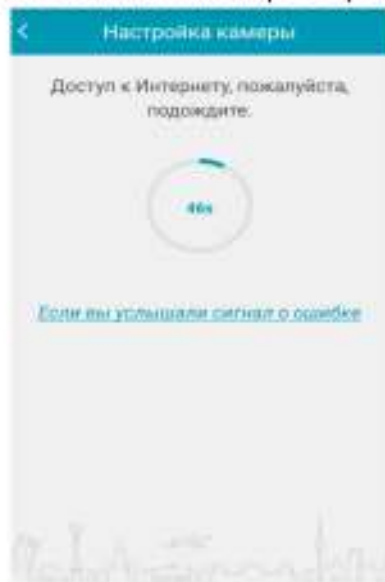 Настройка камеры
Доступ к Интернету, пожалуйста,
подождите.
46s
Если вы услышали сигнал о ошибке